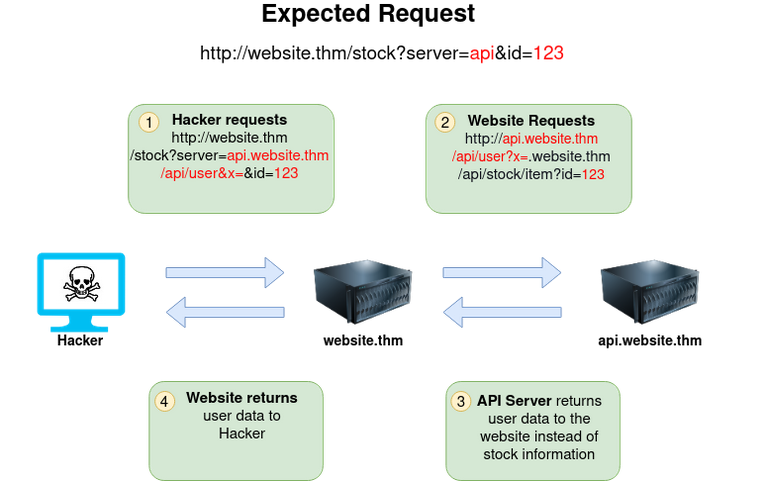 Expected Request
http://website.thm/stock?server=api&id=123
1
Hacker requests
http://website.thm
/stock?server=api.website.thm
/api/user&x=&id=123
2
Website Requests
http://api.website.thm
/api/user?x=.website.thm
/api/stock/item?id=123
Hacker
website.thm
api.website.thm
4
Website returns
user data to
Hacker
3
API Server returns
user data to the
website instead of
stock information